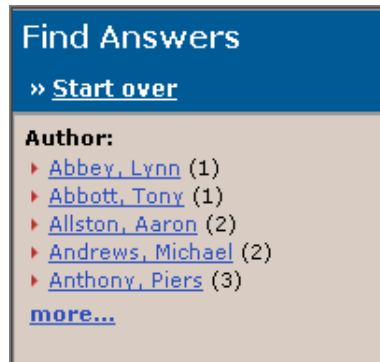 Find Answers
» Start over
Author:
Abbey, Lynn (1)
Abbott, Tony (1)
Allston, Aaron (2)
Andrews, Michael (2)
Anthony, Piers (3)
more...